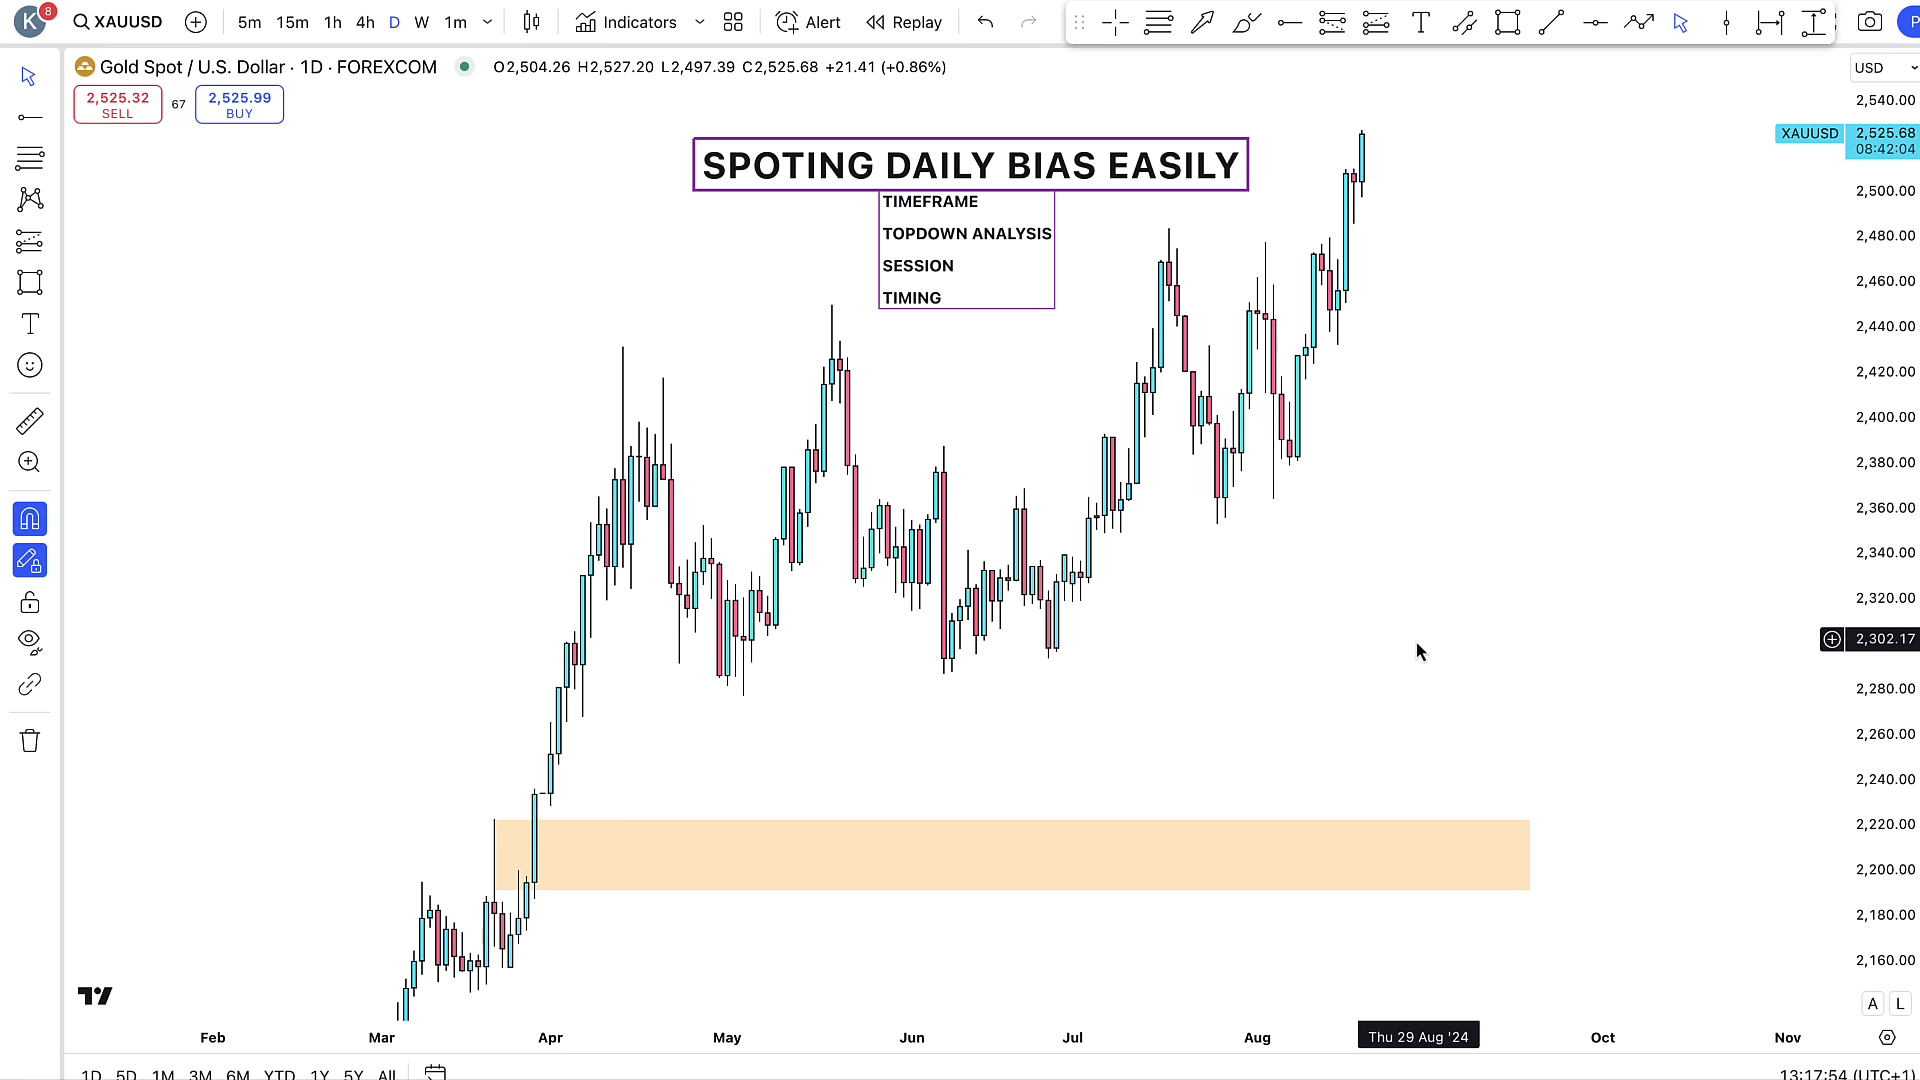 K 8 XAUUSD 5m 15m 1h 4h D W 1m Indicators Alert Replay T P
Gold Spot / U.S. Dollar · 1D · FOREXCOM O2,504.26 H2,527.20 L2,497.39 C2,525.68 +21.41 (+0.86%) USD
2,525.32 67 2,525.99
SELL BUY
2,540.00
XAUUSD 2,525.68
08:42:04
SPOTING DAILY BIAS EASILY
TIMEFRAME
TOPDOWN ANALYSIS
SESSION
TIMING
2,500.00
2,480.00
2,460.00
2,440.00
2,420.00
2,400.00
2,380.00
2,360.00
2,340.00
2,320.00
2,302.17
2,280.00
2,260.00
2,240.00
2,220.00
2,200.00
2,180.00
2,160.00
A L
Feb Mar Apr May Jun Jul Aug Thu 29 Aug '24 Oct Nov
1D 5D 1M 3M 6M YTD 1Y 5Y All 13:17:54 (UTC+1)